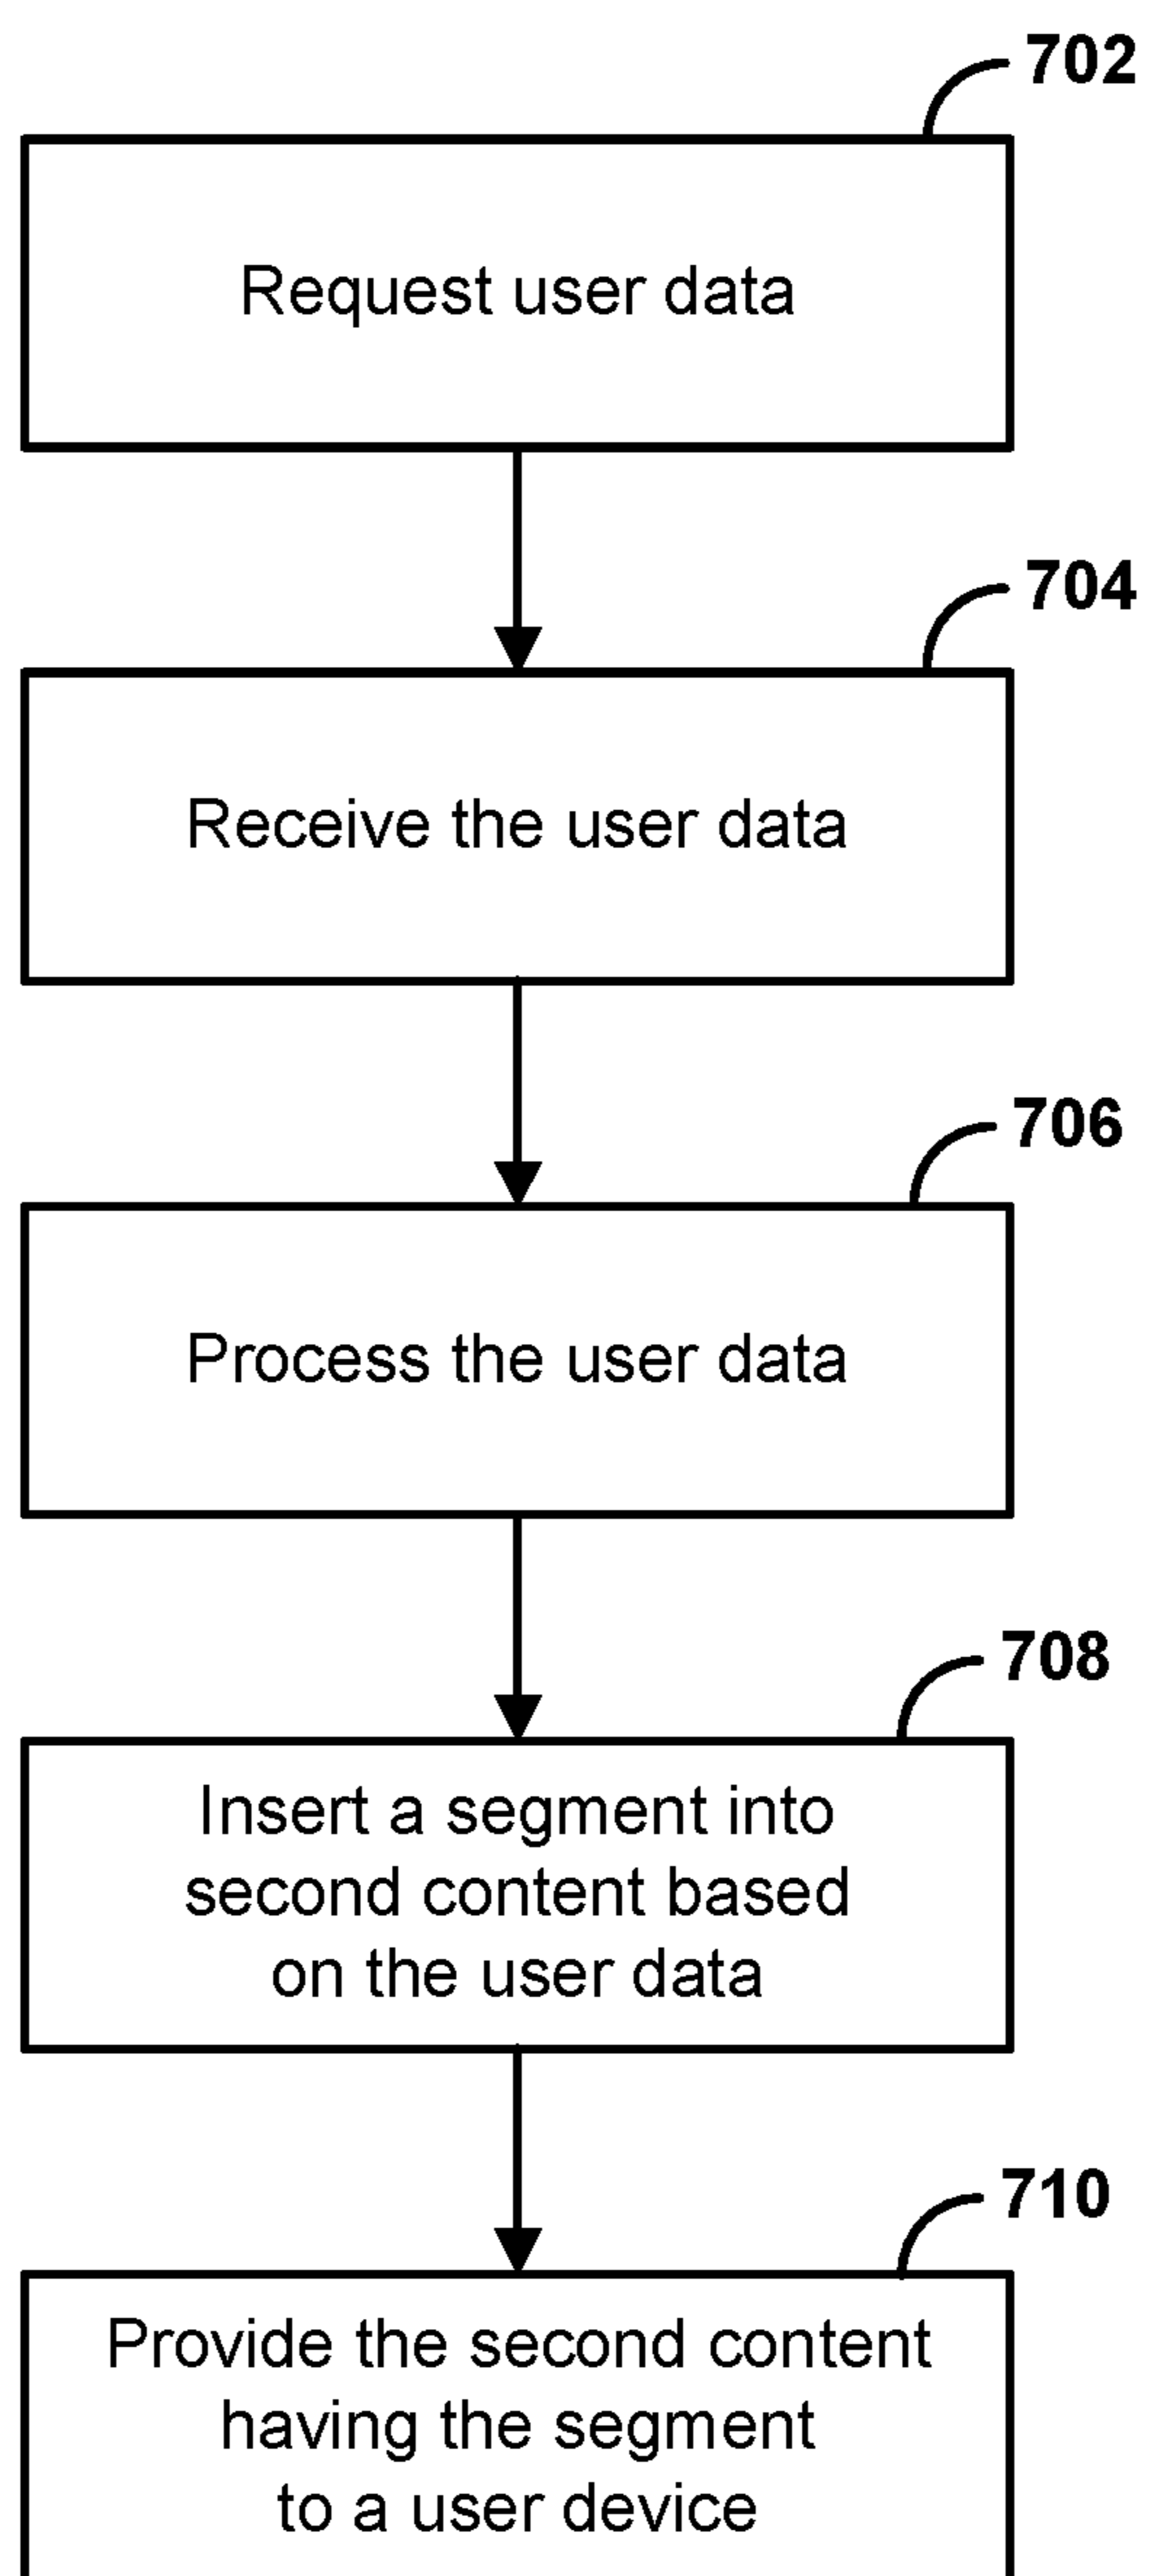 702
Request user data
704
Receive the user data
706
Process the user data
708
Insert a segment into
second content based
on the user data
710
Provide the second content
having the segment
to a user device